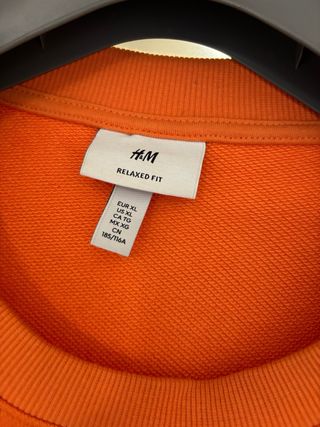 H&M
RELAXED FIT
EUR XL
US XL
CA TG
MX XG
CN
185/116A